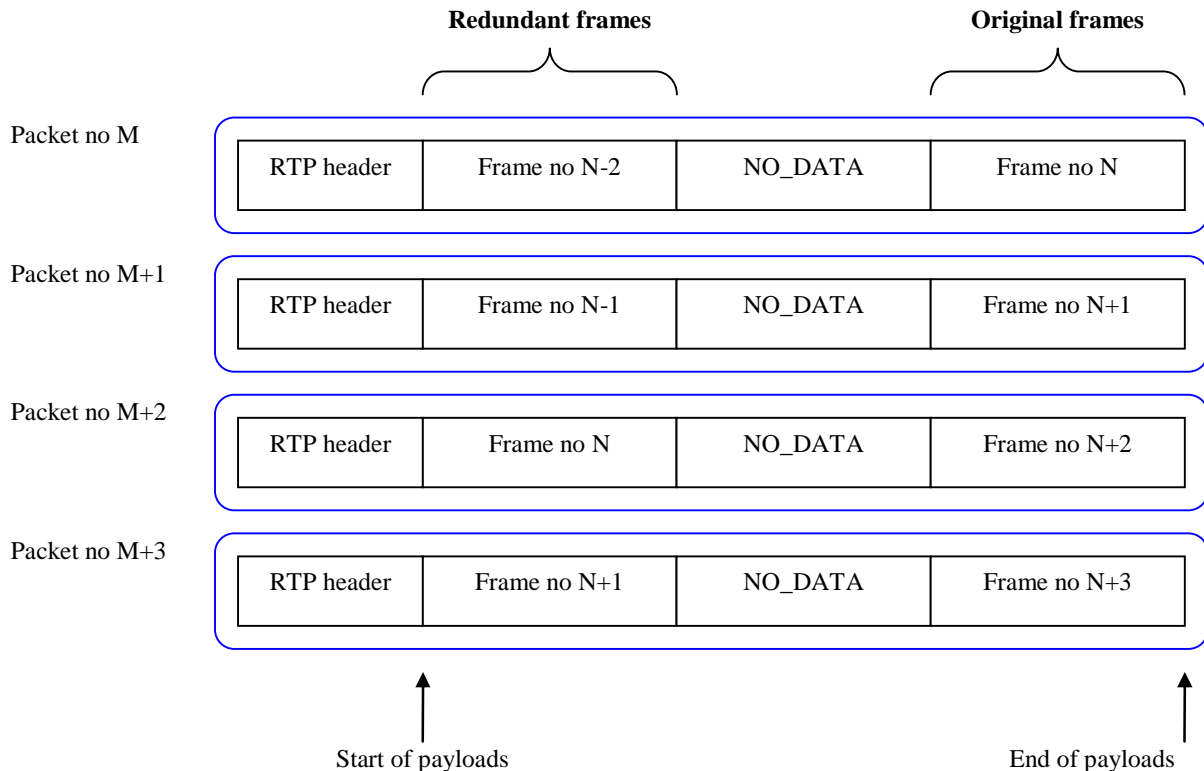 Redundant frames Original frames
Packet no M
RTP header Frame no N-2 NO_DATA Frame no N
Packet no M+1
RTP header Frame no N-1 NO_DATA Frame no N+1
Packet no M+2
RTP header Frame no N NO_DATA Frame no N+2
Packet no M+3
RTP header Frame no N+1 NO_DATA Frame no N+3
Start of payloads End of payloads